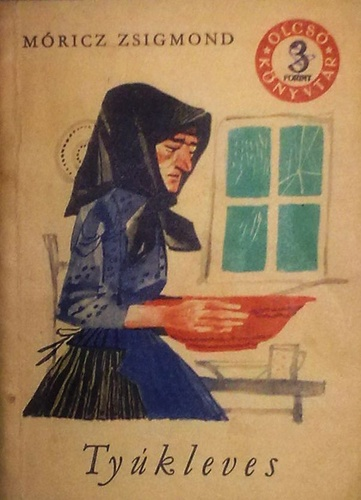 MÓRICZ ZSIGMOND
OLCSÓ
3
FORINT
KÖNYVTÁR
Tyúkleves